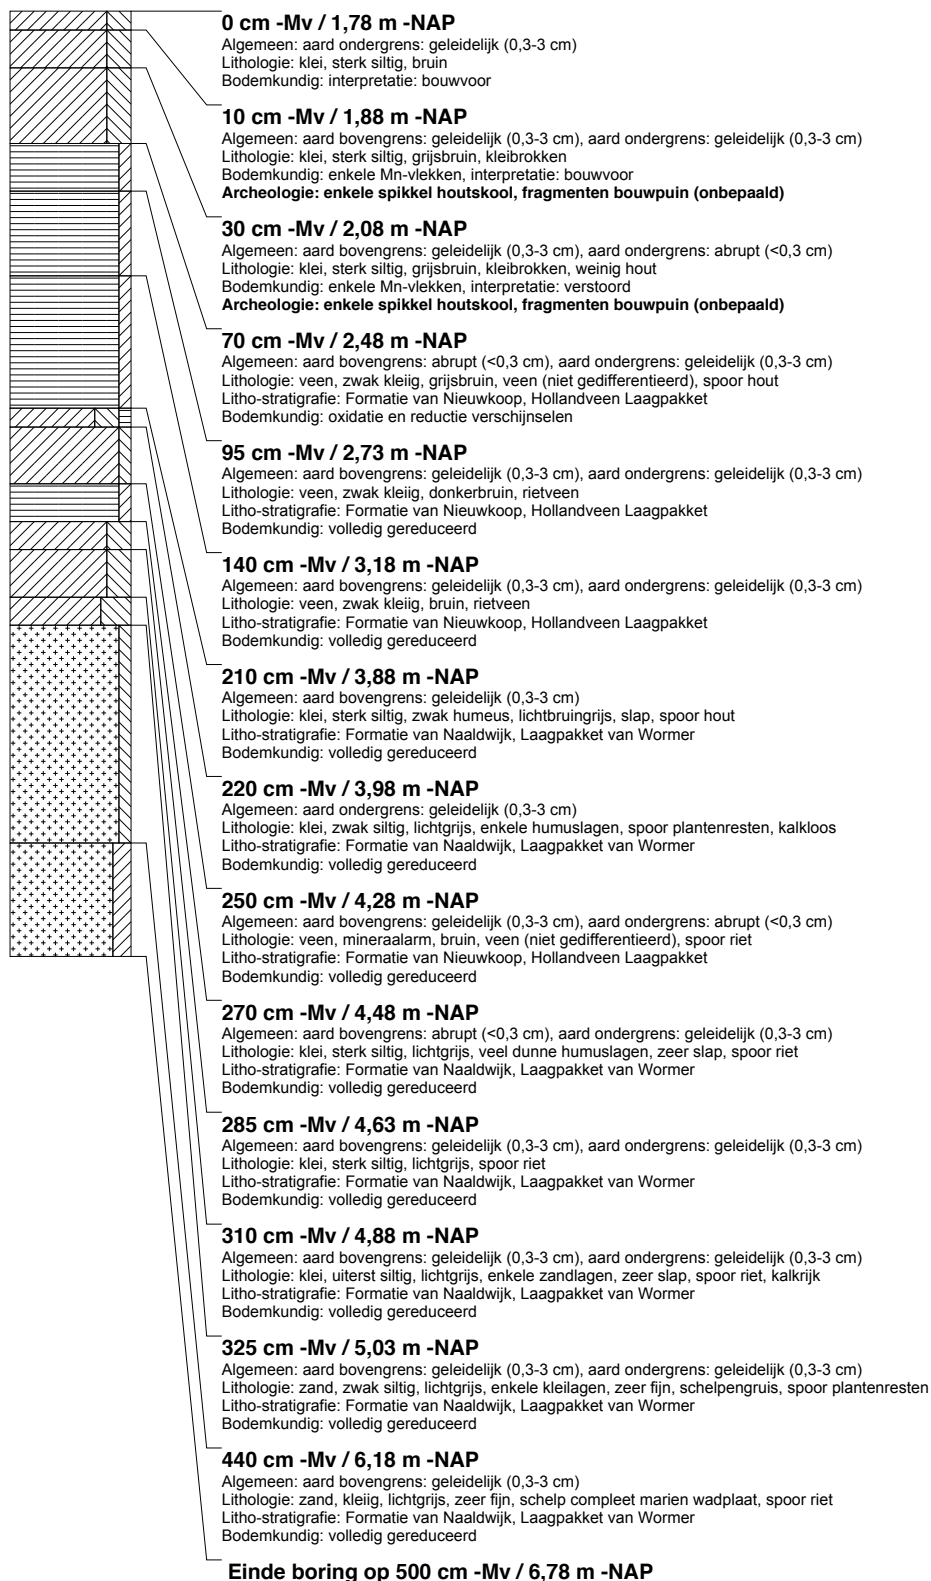 0 cm -Mv / 1,78 m -NAP
Algemeen: aard ondergrens: geleidelijk (0,3-3 cm)
Lithologie: klei, sterk siltig, bruin
Bodemkundig: interpretatie: bouwvoor
10 cm -Mv / 1,88 m -NAP
Algemeen: aard bovengrens: geleidelijk (0,3-3 cm), aard ondergrens: geleidelijk (0,3-3 cm)
Lithologie: klei, sterk siltig, grijsbruin, kleibrokken
Bodemkundig: enkele Mn-vlekken, interpretatie: bouwvoor
Archeologie: enkele spikkel houtskool, fragmenten bouwpuin (onbepaald)
30 cm -Mv / 2,08 m -NAP
Algemeen: aard bovengrens: geleidelijk (0,3-3 cm), aard ondergrens: abrupt (<0,3 cm)
Lithologie: klei, sterk siltig, grijsbruin, kleibrokken, weinig hout
Bodemkundig: enkele Mn-vlekken, interpretatie: verstoord
Archeologie: enkele spikkel houtskool, fragmenten bouwpuin (onbepaald)
70 cm -Mv / 2,48 m -NAP
Algemeen: aard bovengrens: abrupt (<0,3 cm), aard ondergrens: geleidelijk (0,3-3 cm)
Lithologie: veen, zwak kleiig, grijsbruin, veen (niet gedifferentieerd), spoor hout
Litho-stratigrafie: Formatie van Nieuwkoop, Hollandveen Laagpakket
Bodemkundig: oxidatie en reductie verschijnselen
95 cm -Mv / 2,73 m -NAP
Algemeen: aard bovengrens: geleidelijk (0,3-3 cm), aard ondergrens: geleidelijk (0,3-3 cm)
Lithologie: veen, zwak kleiig, donkerbruin, rietveen
Litho-stratigrafie: Formatie van Nieuwkoop, Hollandveen Laagpakket
Bodemkundig: volledig gereduceerd
140 cm -Mv / 3,18 m -NAP
Algemeen: aard bovengrens: geleidelijk (0,3-3 cm), aard ondergrens: geleidelijk (0,3-3 cm)
Lithologie: veen, zwak kleiig, bruin, rietveen
Litho-stratigrafie: Formatie van Nieuwkoop, Hollandveen Laagpakket
Bodemkundig: volledig gereduceerd
210 cm -Mv / 3,88 m -NAP
Algemeen: aard bovengrens: geleidelijk (0,3-3 cm)
Lithologie: klei, sterk siltig, zwak humeus, lichtbruingrijs, slap, spoor hout
Litho-stratigrafie: Formatie van Naaldwijk, Laagpakket van Wormer
Bodemkundig: volledig gereduceerd
220 cm -Mv / 3,98 m -NAP
Algemeen: aard ondergrens: geleidelijk (0,3-3 cm)
Lithologie: klei, zwak siltig, lichtgrijs, enkele humuslagen, spoor plantenresten, kalkloos
Litho-stratigrafie: Formatie van Naaldwijk, Laagpakket van Wormer
Bodemkundig: volledig gereduceerd
250 cm -Mv / 4,28 m -NAP
Algemeen: aard bovengrens: geleidelijk (0,3-3 cm), aard ondergrens: abrupt (<0,3 cm)
Lithologie: veen, mineraalarm, bruin, veen (niet gedifferentieerd), spoor riet
Litho-stratigrafie: Formatie van Nieuwkoop, Hollandveen Laagpakket
Bodemkundig: volledig gereduceerd
270 cm -Mv / 4,48 m -NAP
Algemeen: aard bovengrens: abrupt (<0,3 cm), aard ondergrens: geleidelijk (0,3-3 cm)
Lithologie: klei, sterk siltig, lichtgrijs, veel dunne humuslagen, zeer slap, spoor riet
Litho-stratigrafie: Formatie van Naaldwijk, Laagpakket van Wormer
Bodemkundig: volledig gereduceerd
285 cm -Mv / 4,63 m -NAP
Algemeen: aard bovengrens: geleidelijk (0,3-3 cm), aard ondergrens: geleidelijk (0,3-3 cm)
Lithologie: klei, sterk siltig, lichtgrijs, spoor riet
Litho-stratigrafie: Formatie van Naaldwijk, Laagpakket van Wormer
Bodemkundig: volledig gereduceerd
310 cm -Mv / 4,88 m -NAP
Algemeen: aard bovengrens: geleidelijk (0,3-3 cm), aard ondergrens: geleidelijk (0,3-3 cm)
Lithologie: klei, uiterst siltig, lichtgrijs, enkele zandlagen, zeer slap, spoor riet, kalkrijk
Litho-stratigrafie: Formatie van Naaldwijk, Laagpakket van Wormer
Bodemkundig: volledig gereduceerd
325 cm -Mv / 5,03 m -NAP
Algemeen: aard bovengrens: geleidelijk (0,3-3 cm), aard ondergrens: geleidelijk (0,3-3 cm)
Lithologie: zand, zwak siltig, lichtgrijs, enkele kleilagen, zeer fijn, schelpengruis, spoor plantenresten
Litho-stratigrafie: Formatie van Naaldwijk, Laagpakket van Wormer
Bodemkundig: volledig gereduceerd
440 cm -Mv / 6,18 m -NAP
Algemeen: aard bovengrens: geleidelijk (0,3-3 cm)
Lithologie: zand, kleiig, lichtgrijs, zeer fijn, schelp compleet marien wadplaat, spoor riet
Litho-stratigrafie: Formatie van Naaldwijk, Laagpakket van Wormer
Bodemkundig: volledig gereduceerd
Einde boring op 500 cm -Mv / 6,78 m -NAP